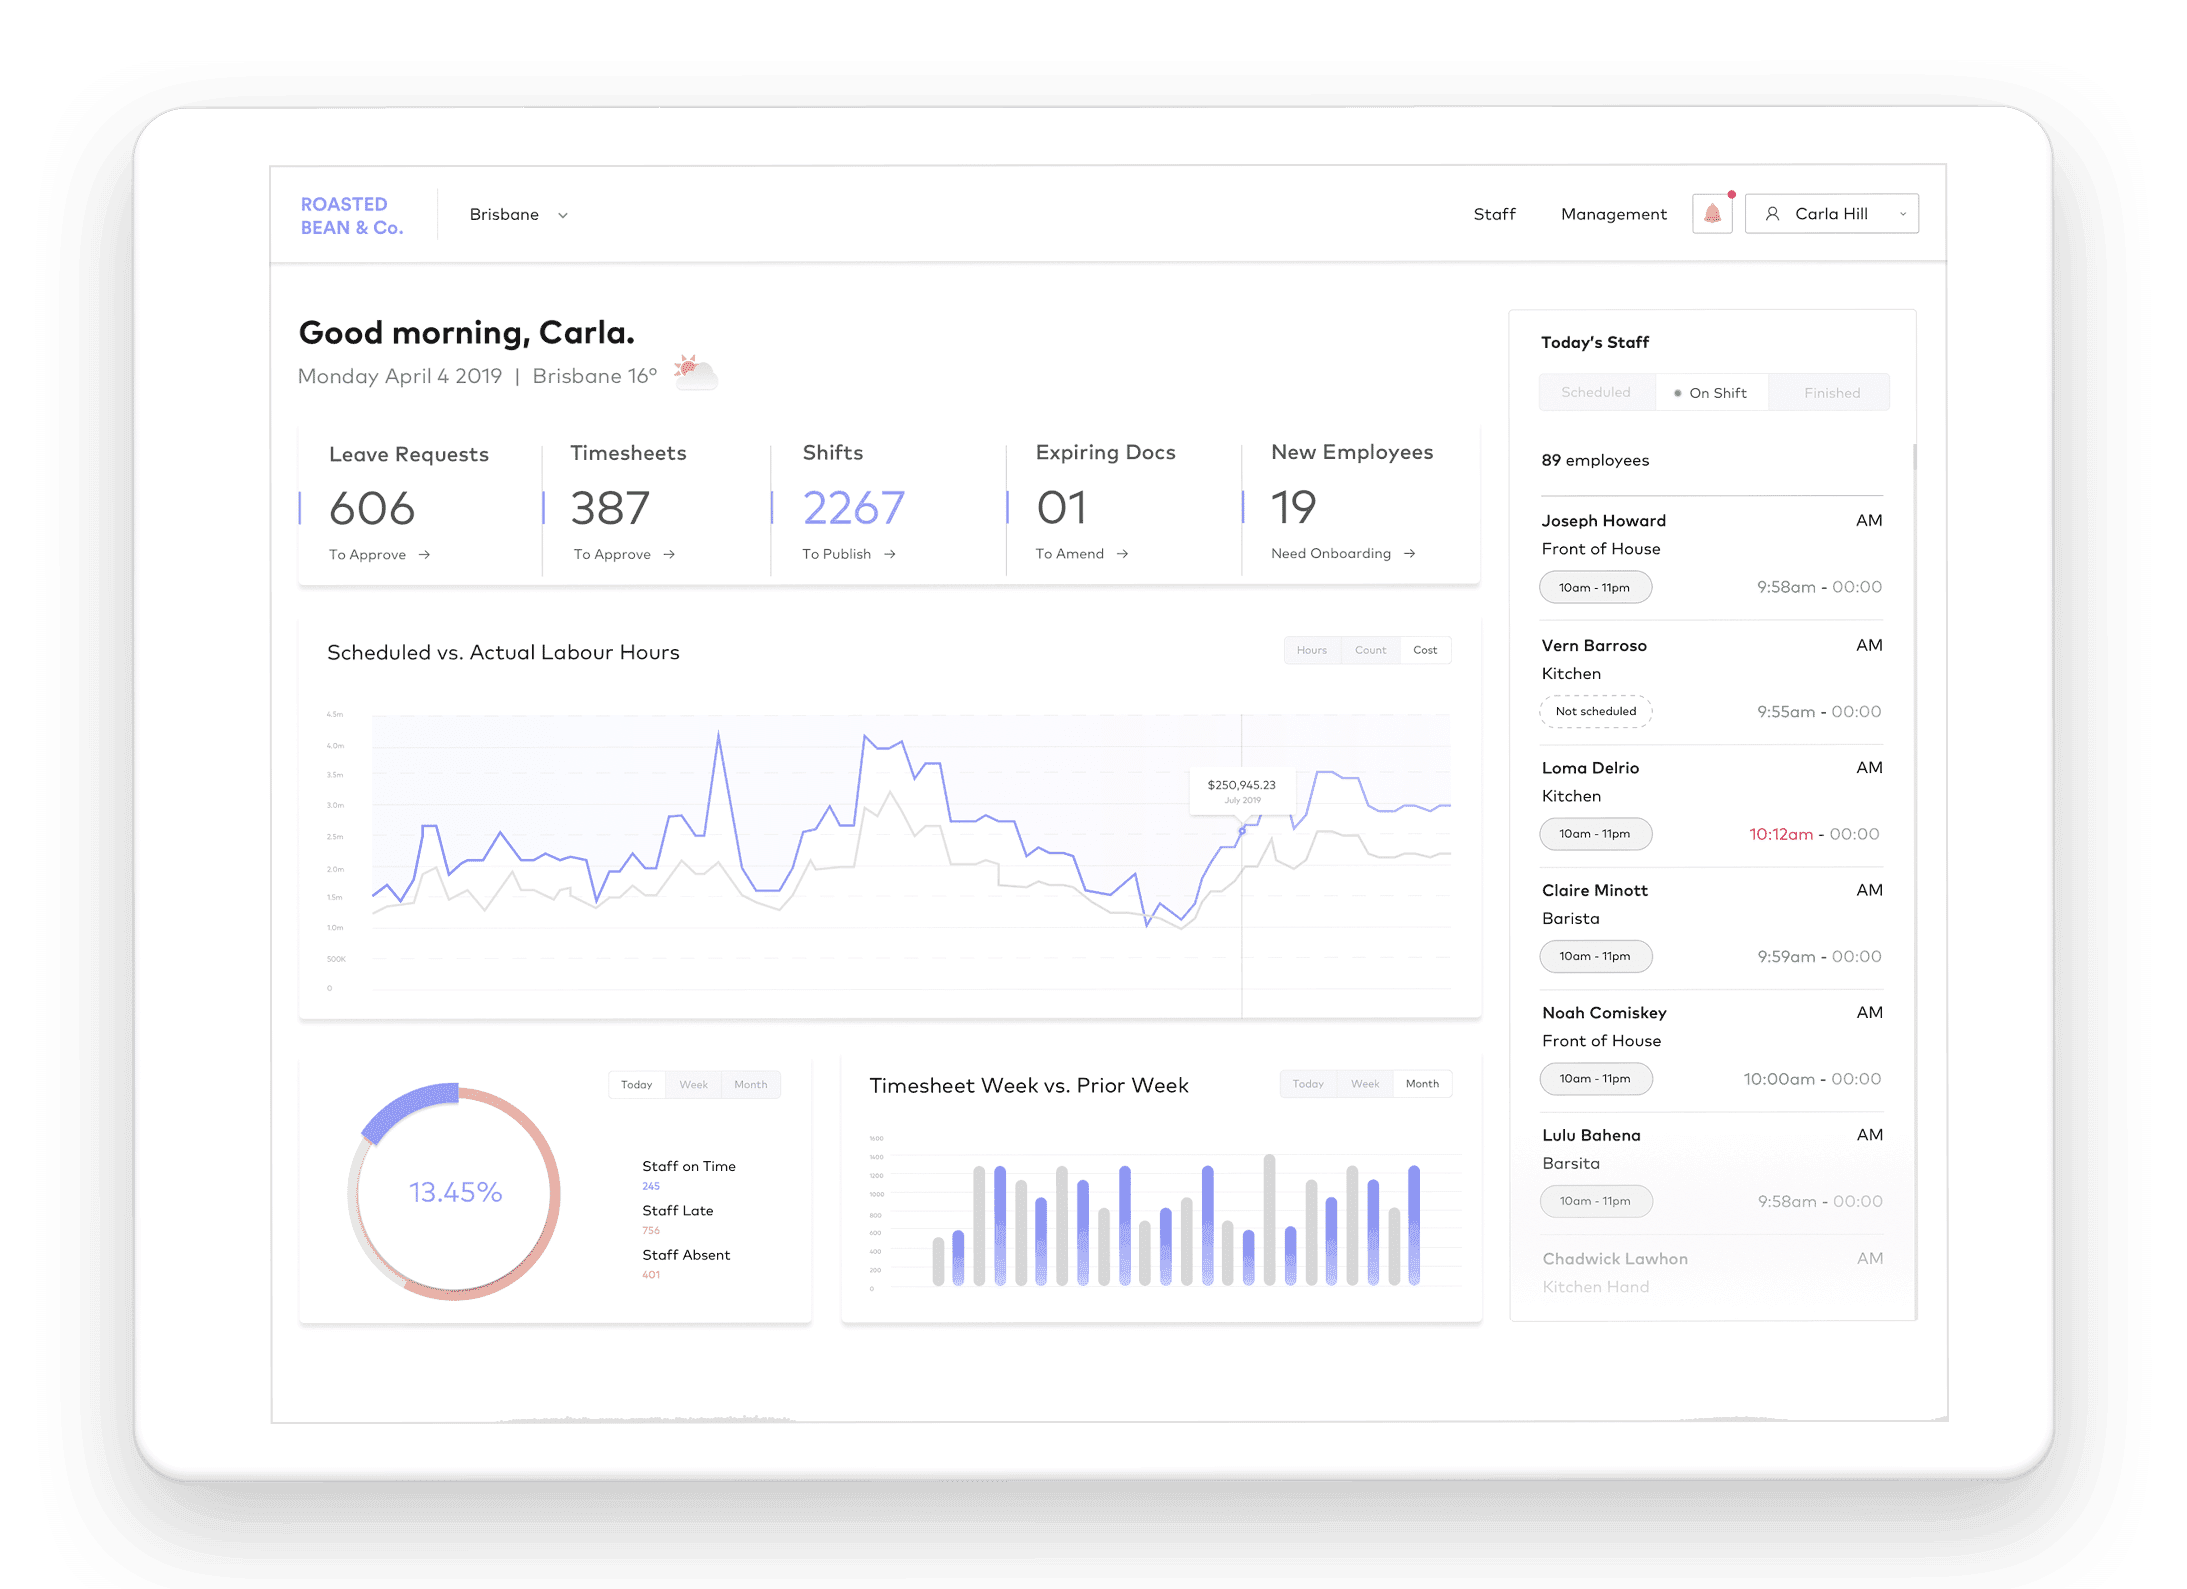 ROASTED
BEAN & Co.
Brisbane
Staff
Management
Carla Hill
Good morning, Carla.
Monday April 4 2019 | Brisbane 16°
Leave Requests
606
To Approve →
Timesheets
387
To Approve →
Shifts
2267
To Publish →
Expiring Docs
01
To Amend →
New Employees
19
Need Onboarding →
Scheduled vs. Actual Labour Hours
Hours
Count
Cost
4.5m
4.0m
3.5m
3.0m
2.5m
2.0m
1.5m
1.0m
500K
0
$250,945.23
July 2019
Today
Week
Month
13.45%
Staff on Time
245
Staff Late
756
Staff Absent
401
Timesheet Week vs. Prior Week
Today
Week
Month
1600
1400
1200
1000
800
600
400
200
0
Today's Staff
Scheduled
On Shift
Finished
89 employees
Joseph Howard AM
Front of House
10am - 11pm 9:58am - 00:00
Vern Barroso AM
Kitchen
Not scheduled 9:55am - 00:00
Loma Delrio AM
Kitchen
10am - 11pm 10:12am - 00:00
Claire Minott AM
Barista
10am - 11pm 9:59am - 00:00
Noah Comiskey AM
Front of House
10am - 11pm 10:00am - 00:00
Lulu Bahena AM
Barsita
10am - 11pm 9:58am - 00:00
Chadwick Lawhon AM
Kitchen Hand